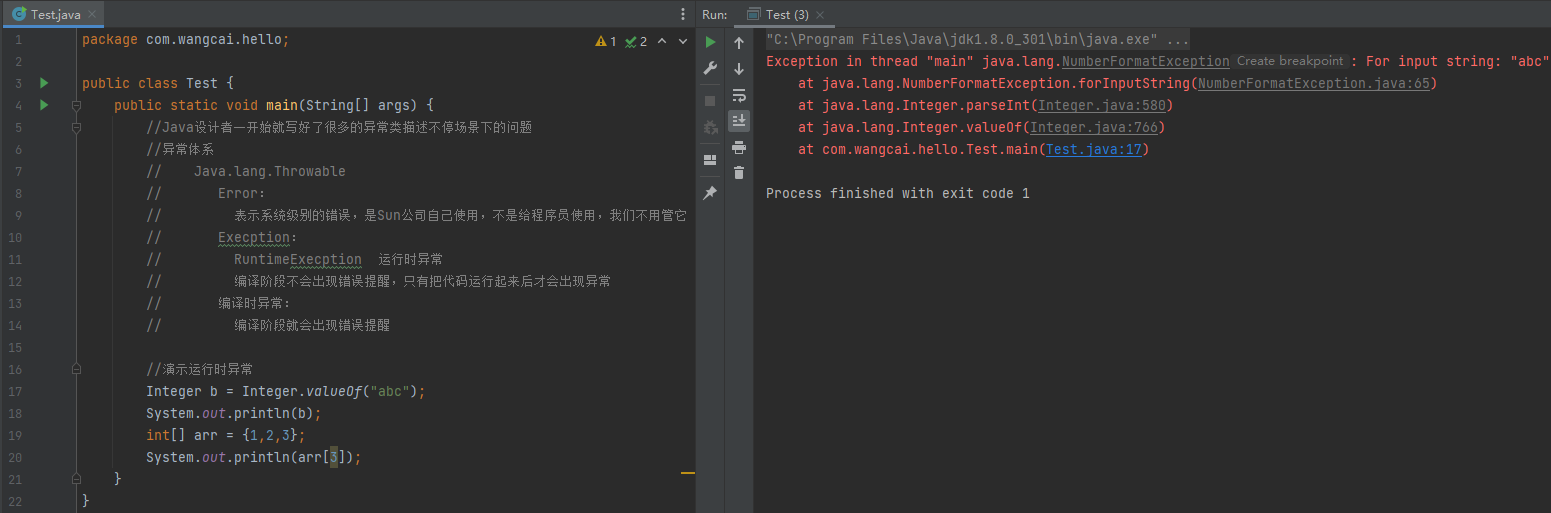 Test.java
package com.wangcai.hello;
1 2
public class Test {
public static void main(String[] args) {
//Java设计者一开始就写好了很多的异常类描述不停场景下的问题
//异常体系
// Java.lang.Throwable
// Error:
// 表示系统级别的错误，是Sun公司自己使用，不是给程序员使用，我们不用管它
// Execption:
// RuntimeExecption 运行时异常
// 编译阶段不会出现错误提醒，只有把代码运行起来后才会出现异常
// 编译时异常:
// 编译阶段就会出现错误提醒
//演示运行时异常
Integer b = Integer.valueOf("abc");
System.out.println(b);
int[] arr = {1,2,3};
System.out.println(arr[3]);
}
}
1
2
3
4
5
6
7
8
9
10
11
12
13
14
15
16
17
18
19
20
21
22
Run: Test (3)
"C:\Program Files\Java\jdk1.8.0_301\bin\java.exe" ...
Exception in thread "main" java.lang.NumberFormatException Create breakpoint : For input string: "abc"
at java.lang.NumberFormatException.forInputString(NumberFormatException.java:65)
at java.lang.Integer.parseInt(Integer.java:580)
at java.lang.Integer.valueOf(Integer.java:766)
at com.wangcai.hello.Test.main(Test.java:17)
Process finished with exit code 1